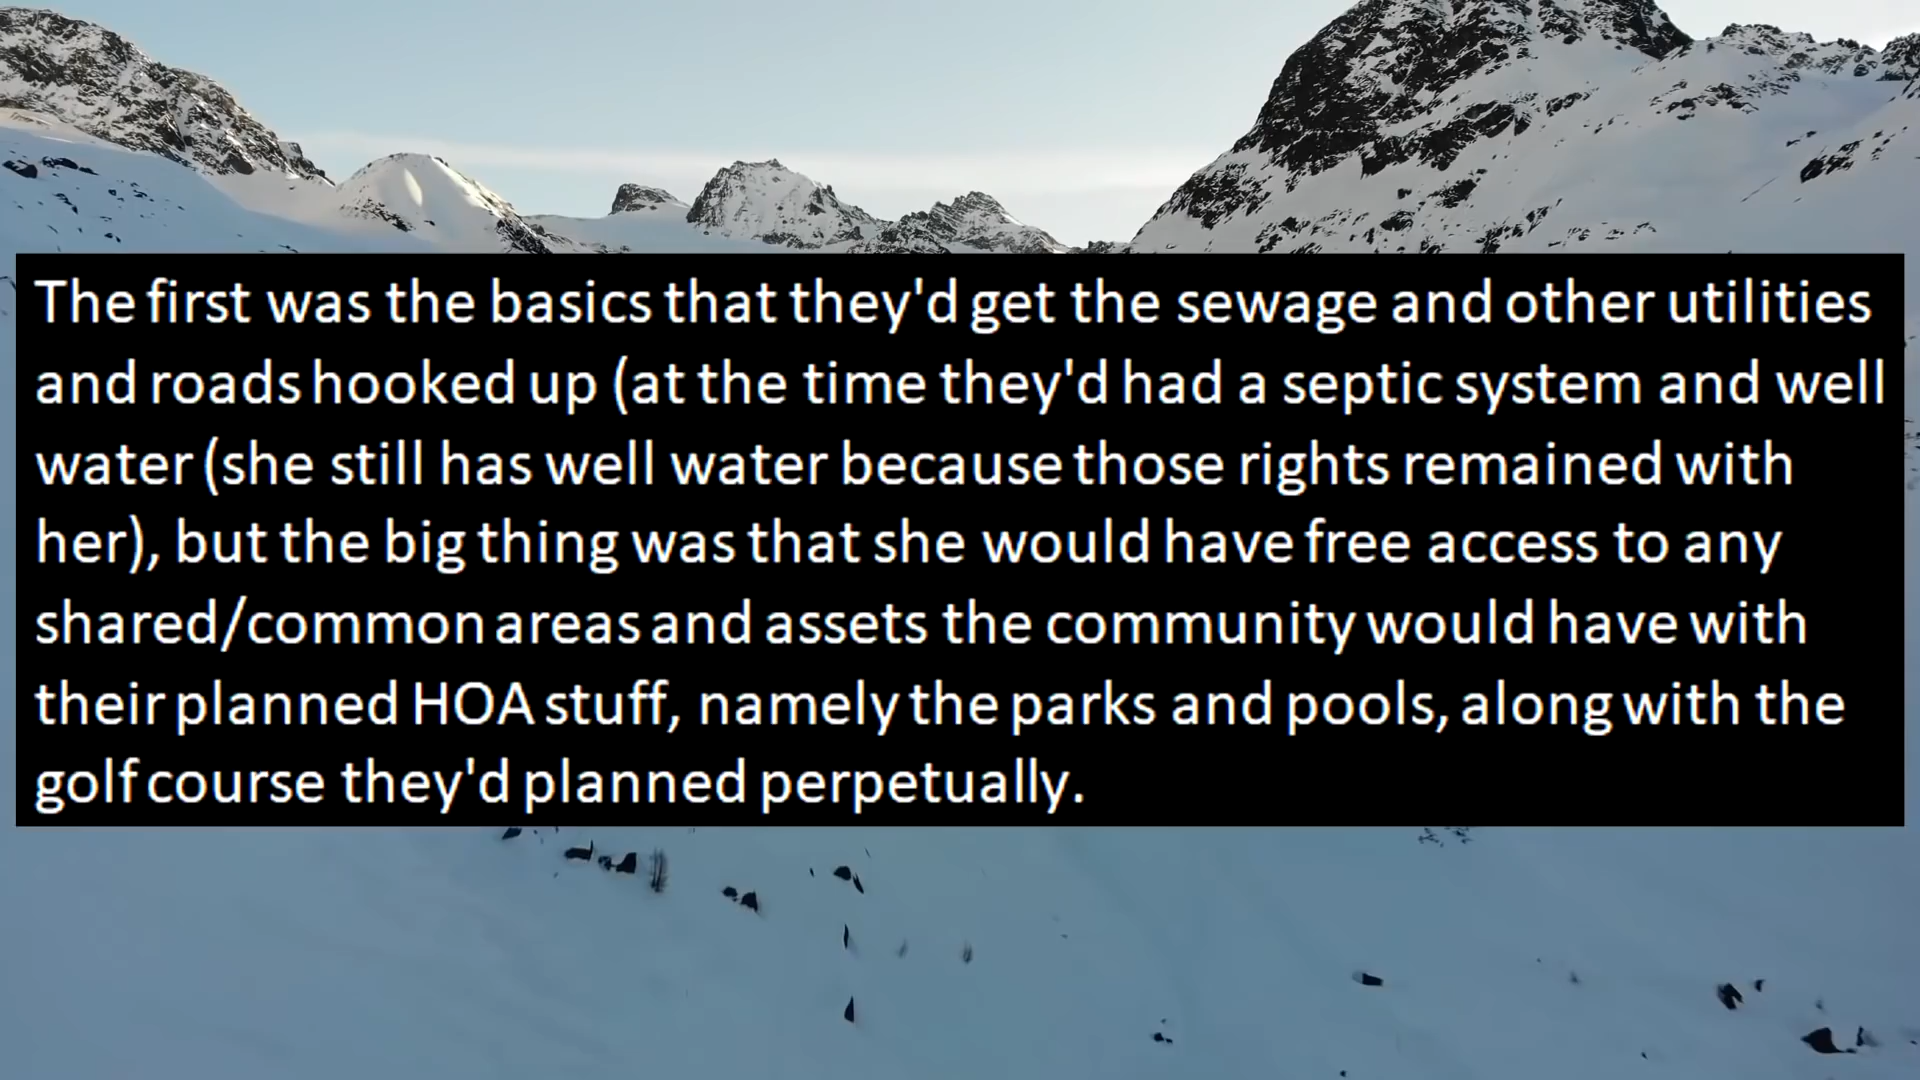 The first was the basics that they'd get the sewage and other utilities
and roads hooked up (at the time they'd had a septic system and well
water (she still has well water because those rights remained with
her), but the big thing was that she would have free access to any
shared/common areas and assets the community would have with
their planned HOA stuff, namely the parks and pools, along with the
golf course they'd planned perpetually.